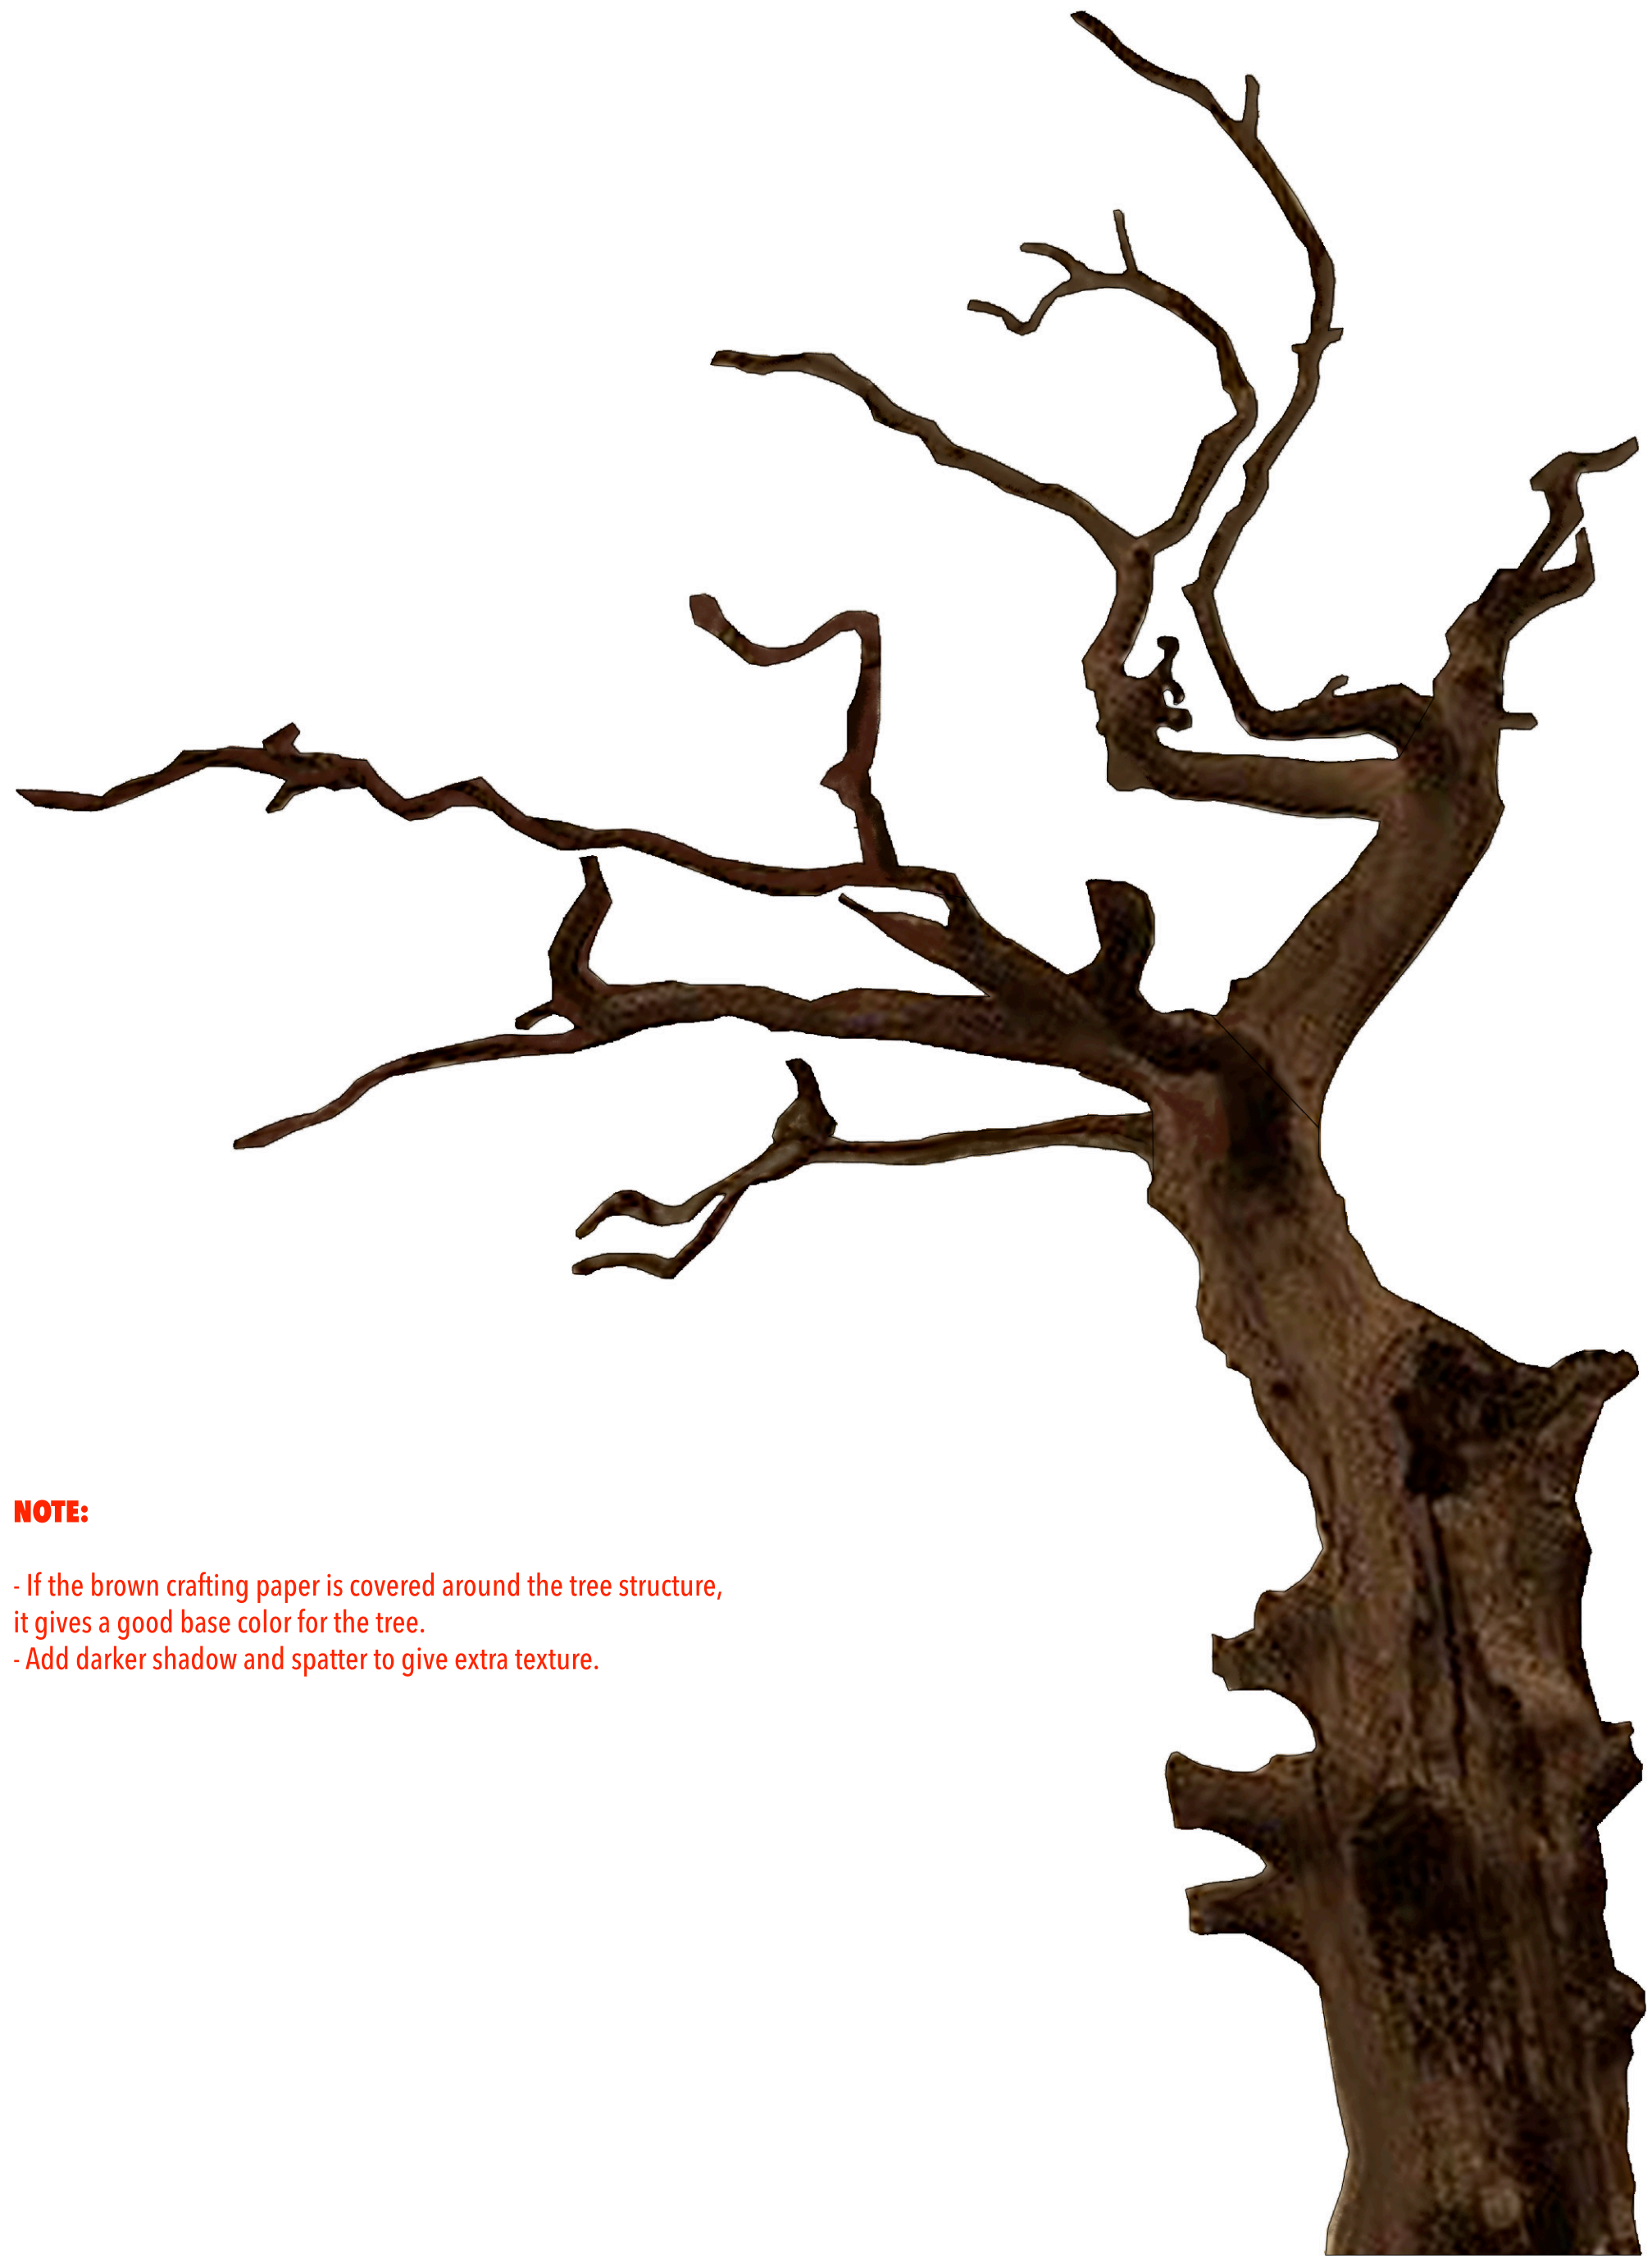 NOTE:
- If the brown crafting paper is covered around the tree structure,
it gives a good base color for the tree.
- Add darker shadow and spatter to give extra texture.